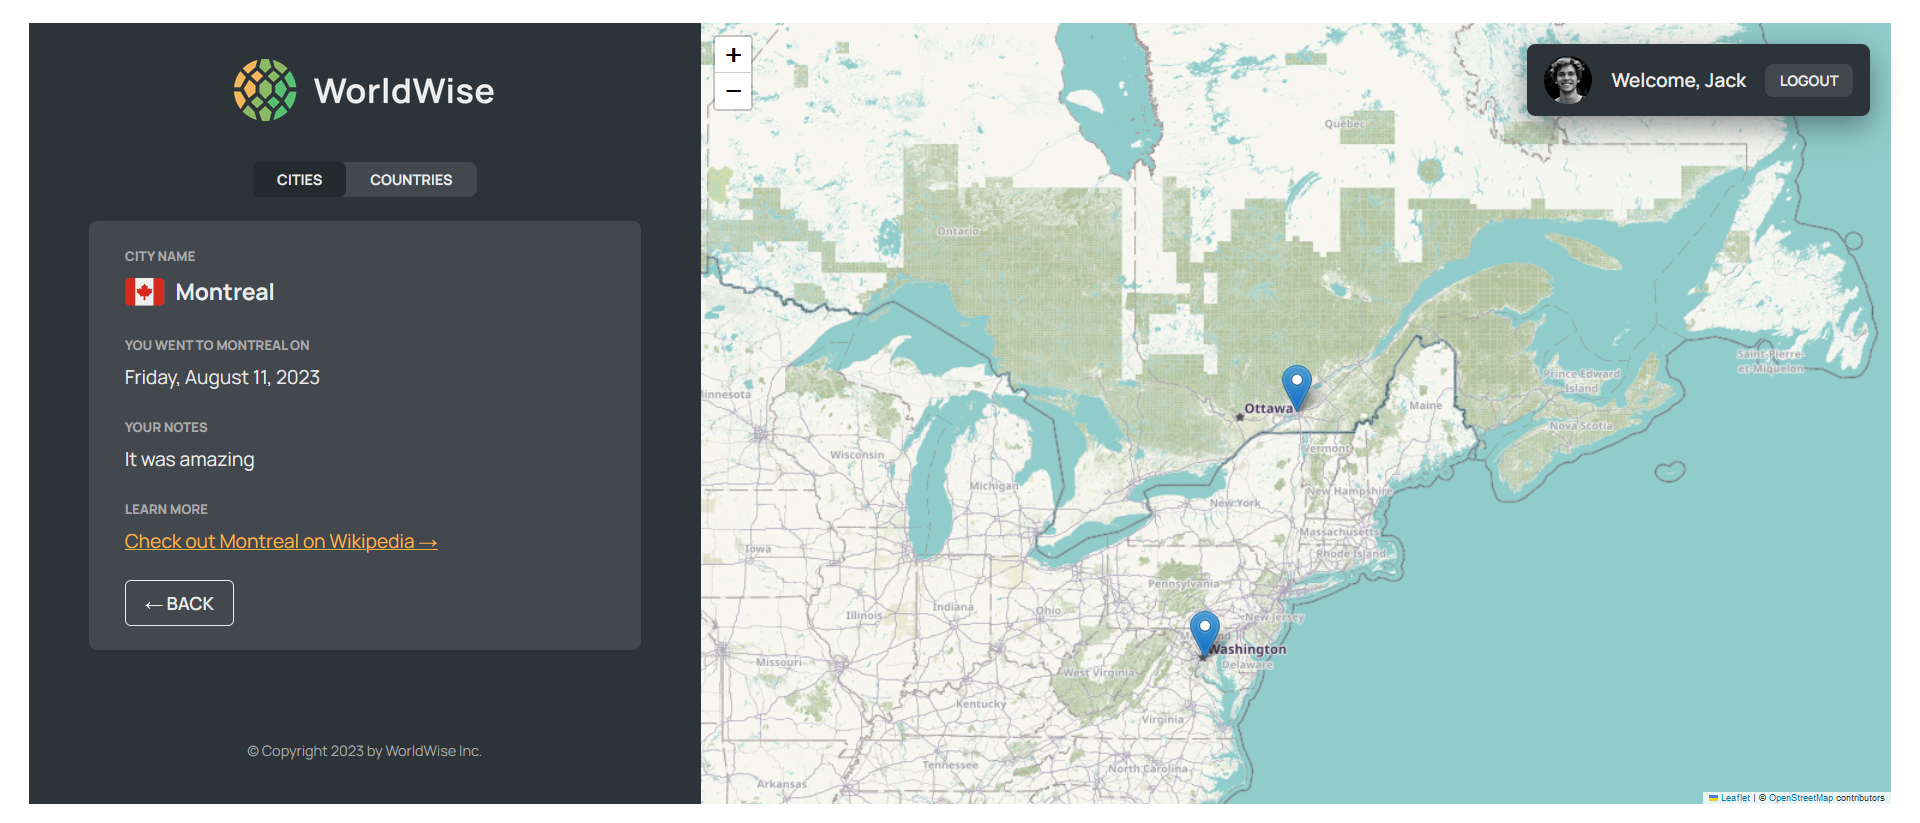 WorldWise
CITIES
COUNTRIES
CITY NAME
Montreal
YOU WENT TO MONTREAL ON
Friday, August 11, 2023
YOUR NOTES
It was amazing
LEARN MORE
Check out Montreal on Wikipedia →
← BACK
© Copyright 2023 by WorldWise Inc.
+
−
Welcome, Jack
LOGOUT
Québec
Ontario
Saint-Pierre-
et-Miquelon
Prince Edward
Island
Ottawa
Maine
Nova Scotia
Vermont
Wisconsin
Michigan
New Hampshire
New York
Massachusetts
Rhode Island
Iowa
Pennsylvania
Indiana
Ohio
Illinois
New Jersey
Washington
Delaware
Missouri
West Virginia
Kentucky
Virginia
Tennessee
North Carolina
Arkansas
Leaflet | © OpenStreetMap contributors